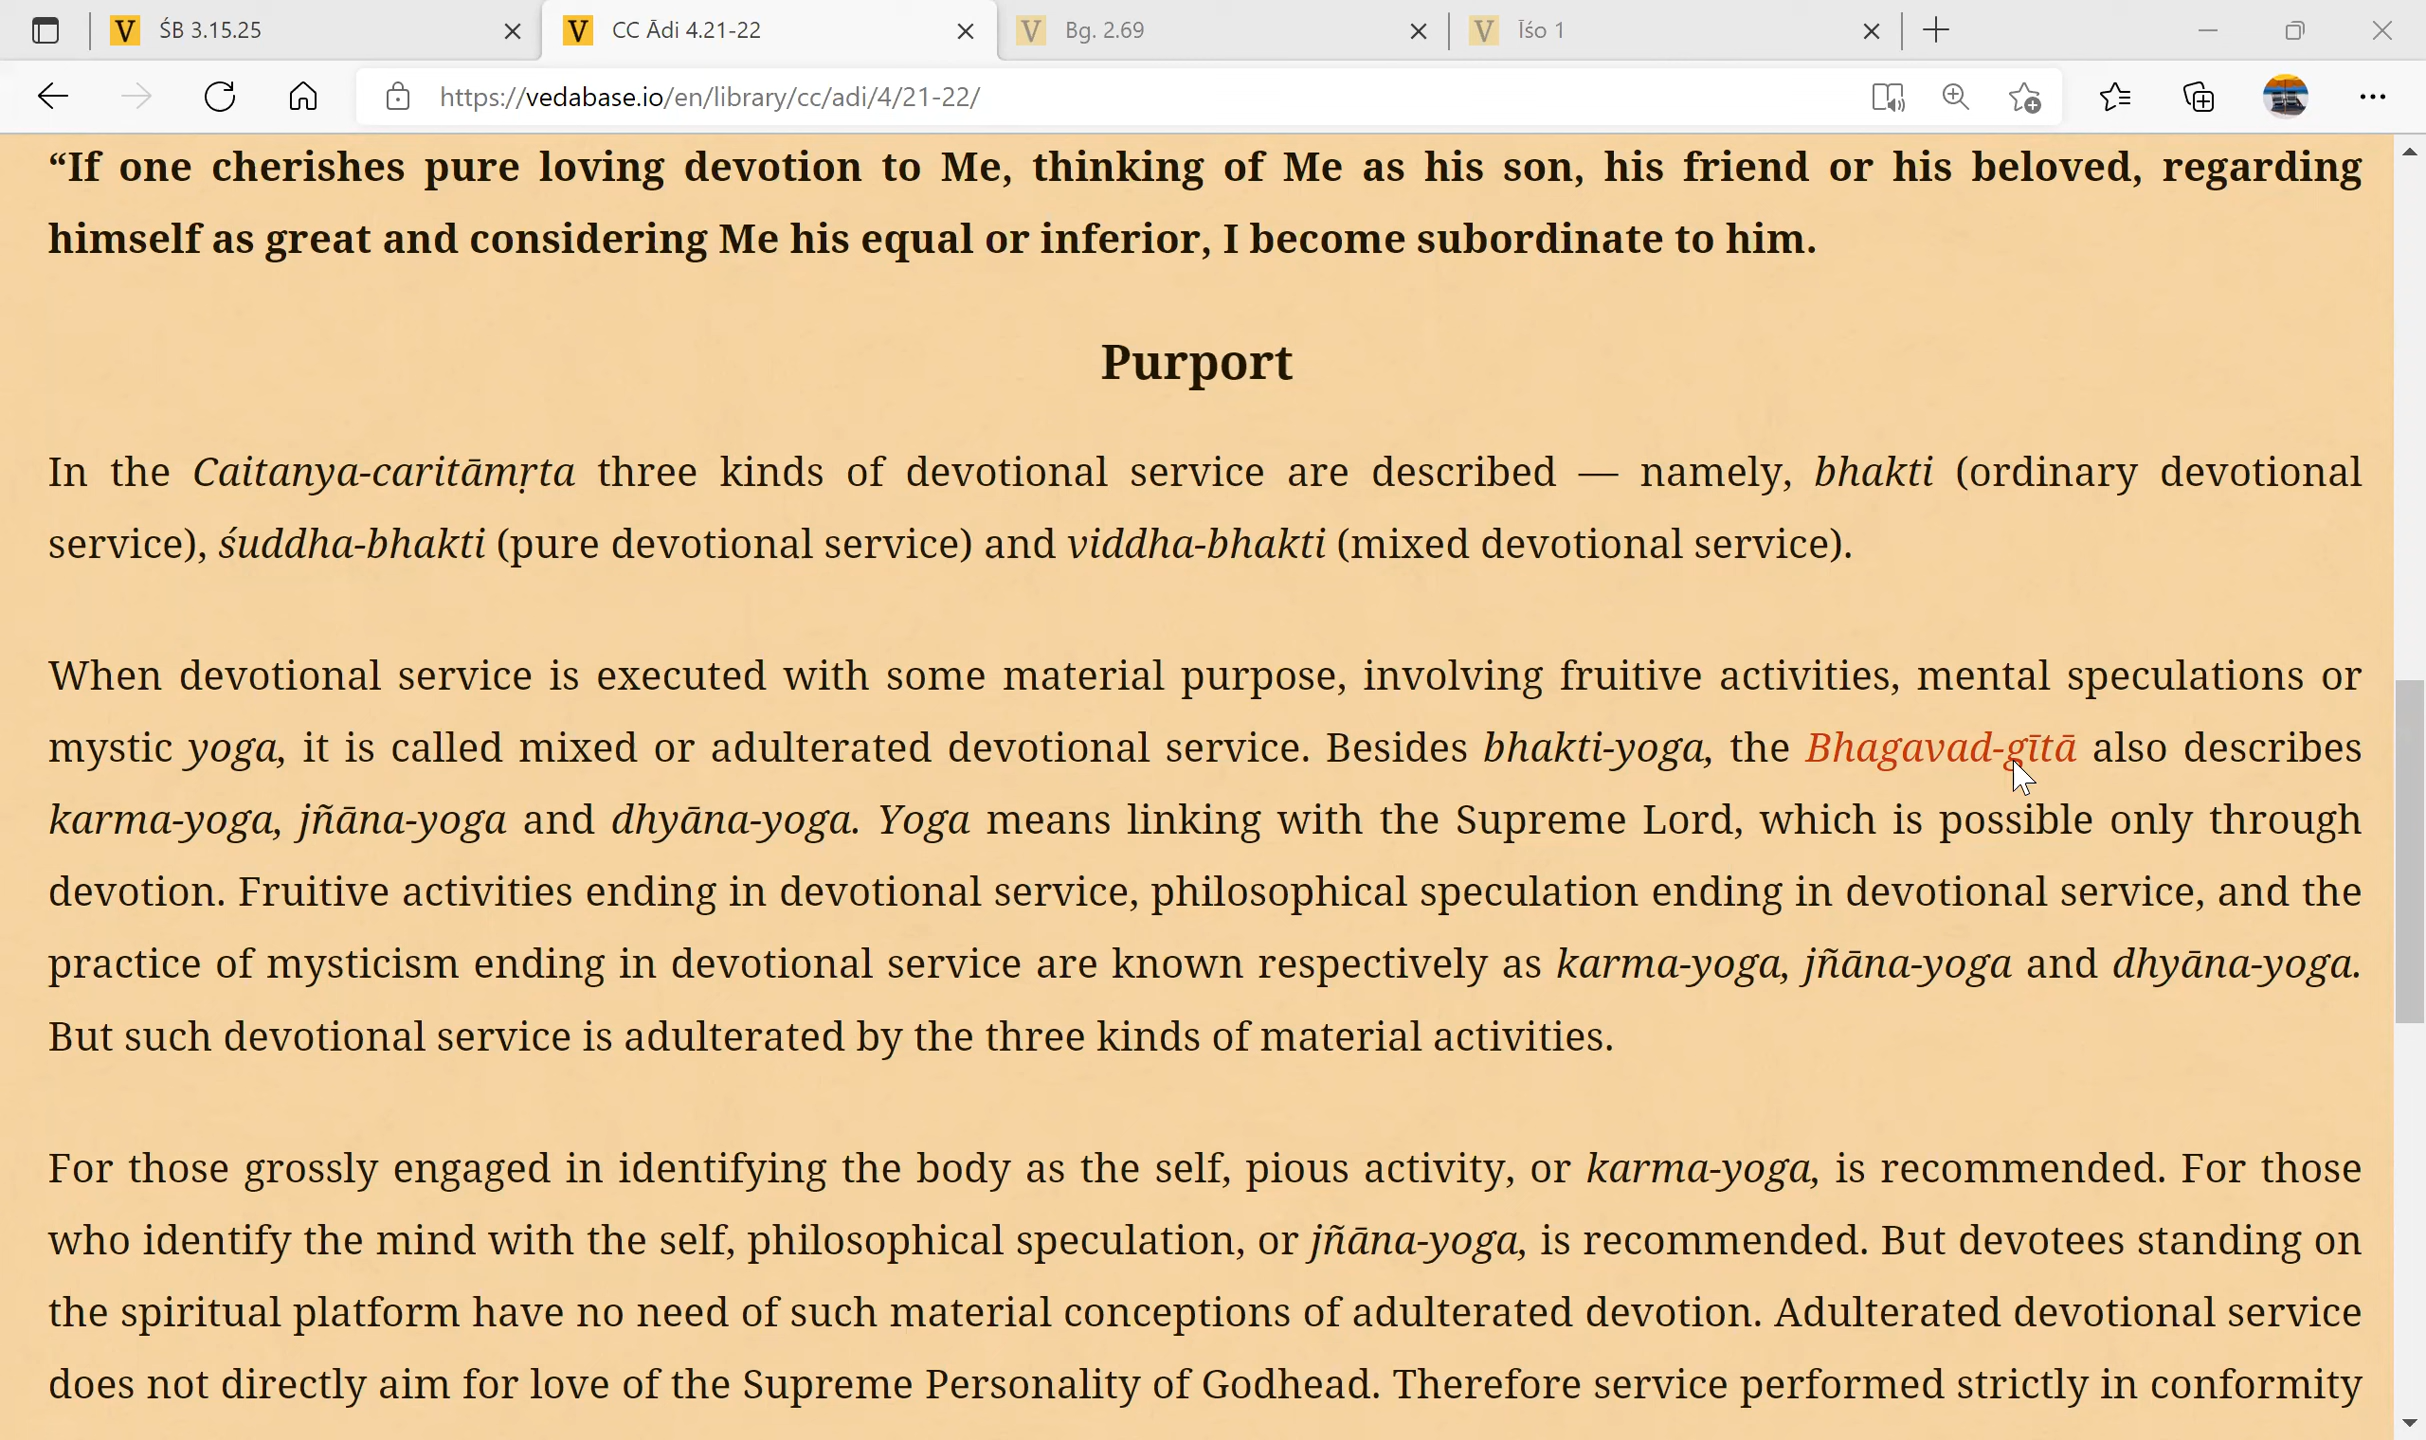 V ŚB 3.15.25
V CC Ādi 4.21-22
V Bg. 2.69
V Īśo 1
https://vedabase.io/en/library/cc/adi/4/21-22/
“If one cherishes pure loving devotion to Me, thinking of Me as his son, his friend or his beloved, regarding
himself as great and considering Me his equal or inferior, I become subordinate to him.
Purport
In the Caitanya-caritāmṛta three kinds of devotional service are described — namely, bhakti (ordinary devotional
service), śuddha-bhakti (pure devotional service) and viddha-bhakti (mixed devotional service).
When devotional service is executed with some material purpose, involving fruitive activities, mental speculations or
mystic yoga, it is called mixed or adulterated devotional service. Besides bhakti-yoga, the Bhagavad-gītā also describes
karma-yoga, jñāna-yoga and dhyāna-yoga. Yoga means linking with the Supreme Lord, which is possible only through
devotion. Fruitive activities ending in devotional service, philosophical speculation ending in devotional service, and the
practice of mysticism ending in devotional service are known respectively as karma-yoga, jñāna-yoga and dhyāna-yoga.
But such devotional service is adulterated by the three kinds of material activities.
For those grossly engaged in identifying the body as the self, pious activity, or karma-yoga, is recommended. For those
who identify the mind with the self, philosophical speculation, or jñāna-yoga, is recommended. But devotees standing on
the spiritual platform have no need of such material conceptions of adulterated devotion. Adulterated devotional service
does not directly aim for love of the Supreme Personality of Godhead. Therefore service performed strictly in conformity